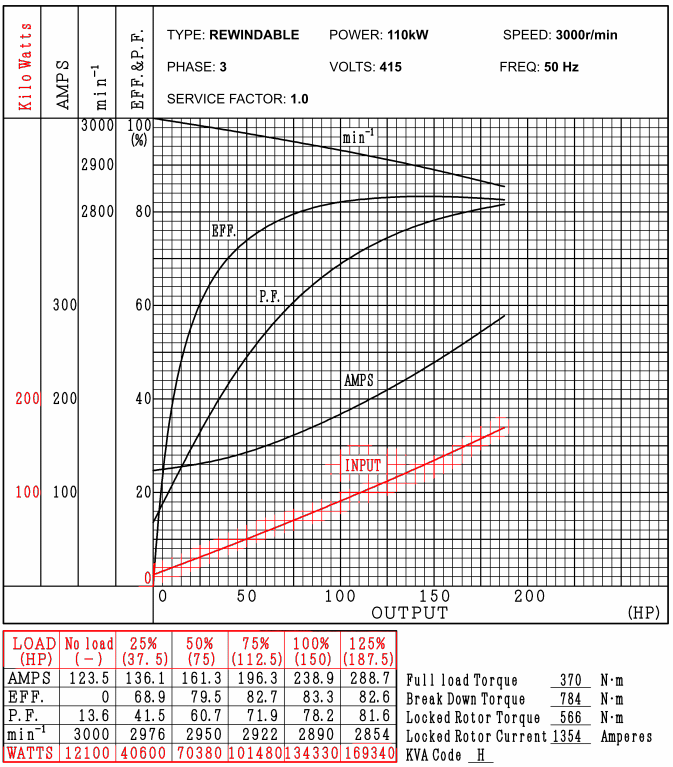 TYPE: REWINDABLE POWER: 110kW SPEED: 3000r/min
PHASE: 3 VOLTS: 415 FREQ: 50 Hz
SERVICE FACTOR: 1.0
Kilo Watts
AMPS
min⁻¹
EFF.&P.F.
3000 100
(%)
min⁻¹
2900
2800 80
EFF.
P.F.
300 60
AMPS
200 200 40
INPUT
100 100 20
0
0 50 100 150 200
OUTPUT (HP)
LOAD No load 25% 50% 75% 100% 125%
(HP) (-) (37.5) (75) (112.5) (150) (187.5)
AMPS 123.5 136.1 161.3 196.3 238.9 288.7
EFF. 0 68.9 79.5 82.7 83.3 82.6
P.F. 13.6 41.5 60.7 71.9 78.2 81.6
min⁻¹ 3000 2976 2950 2922 2890 2854
WATTS 12100 40600 70380 101480 134330 169340
Full load Torque 370 N·m
Break Down Torque 784 N·m
Locked Rotor Torque 566 N·m
Locked Rotor Current 1354 Amperes
KVA Code H